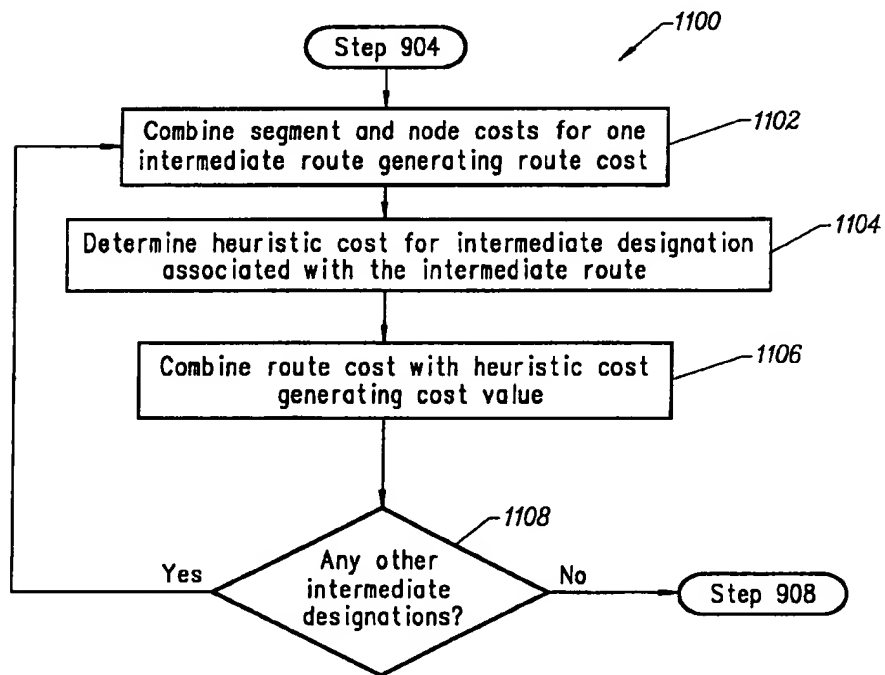 Step 904
1100
Combine segment and node costs for one
intermediate route generating route cost
1102
Determine heuristic cost for intermediate designation
associated with the intermediate route
1104
Combine route cost with heuristic cost
generating cost value
1106
1108
Any other
intermediate
designations?
Yes
No
Step 908